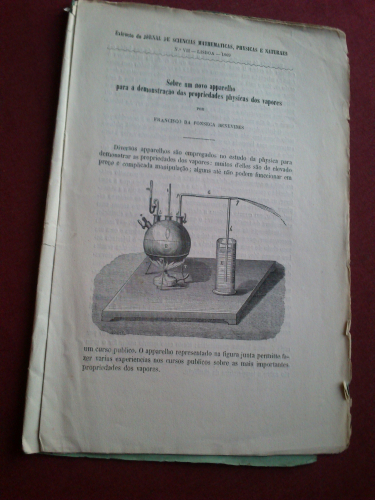 Extracto do JORNAL DE SCIENCIAS MATHEMATICAS, PHYSICAS E NATURAES
LISBOA
Sobre um novo apparelho
para a demonstração das propriedades physicas dos vapores
POR
FRANCISCO DA FONSECA BENEVIDES
Diversos apparelhos são empregados no estudo da physica para
demonstrar as propriedades dos vapores; muitos d'elles são de elevado
preço e complicada manipulação; alguns ois não podem funccionar em
um curso publico. O apparelho representado na figura junta permitte fa-
zer varias experiencias nos cursos publicos sobre as mais importantes
propriedades dos vapores.